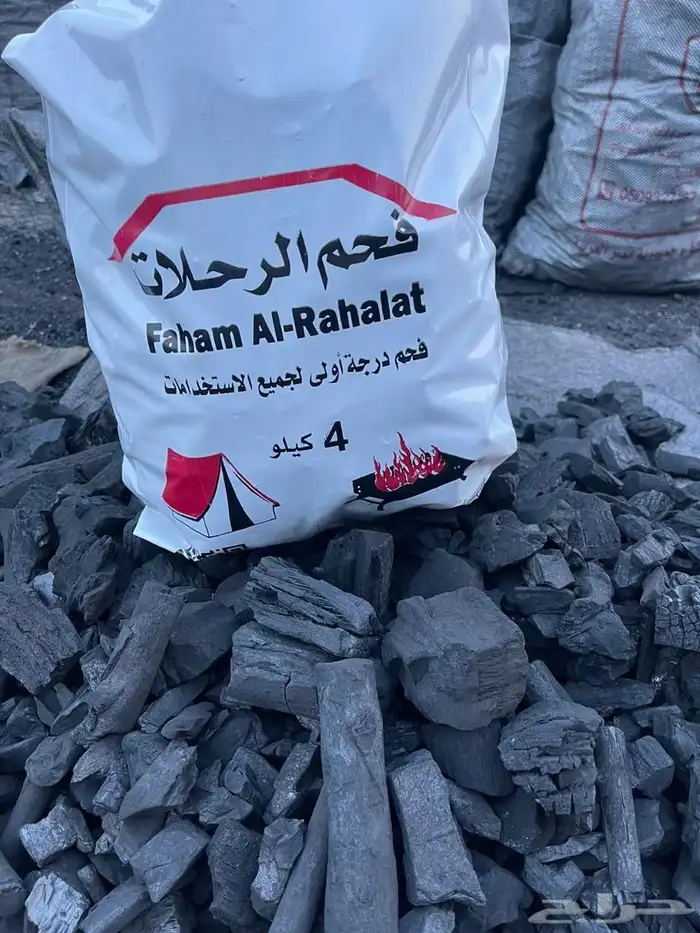 فحم الرحلات
Faham Al-Rahalat
فحم درجة أولى لجميع الاستخدامات
4 كيلو
حراج